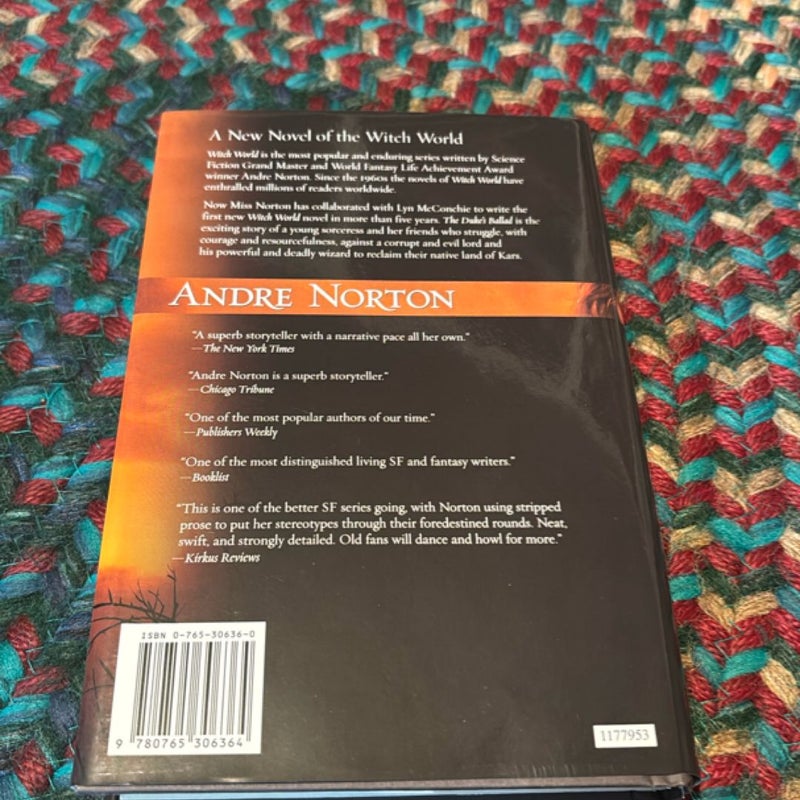 A New Novel of the Witch World
Witch World is the most popular and enduring series written by Science
Fiction Grand Master and World Fantasy Life Achievement Award
winner Andre Norton. Since the 1960s the novels of Witch World have
enthralled millions of readers worldwide.
Now Miss Norton has collaborated with Lyn McConchie to write the
first new Witch World novel in more than five years. The Duke's Ballad is the
exciting story of a young sorceress and her friends who struggle, with
courage and resourcefulness, against a corrupt and evil lord and
his powerful and deadly wizard to reclaim their native land of Kars.
ANDRE NORTON
"A superb storyteller with a narrative pace all her own."
—The New York Times
"Andre Norton is a superb storyteller."
—Chicago Tribune
"One of the most popular authors of our time."
—Publishers Weekly
"One of the most distinguished living SF and fantasy writers."
—Booklist
"This is one of the better SF series going, with Norton using stripped
prose to put her stereotypes through their foredestined rounds. Neat,
swift, and strongly detailed. Old fans will dance and howl for more."
—Kirkus Reviews
ISBN 0-765-30636-0
9 780765 306364
1177953